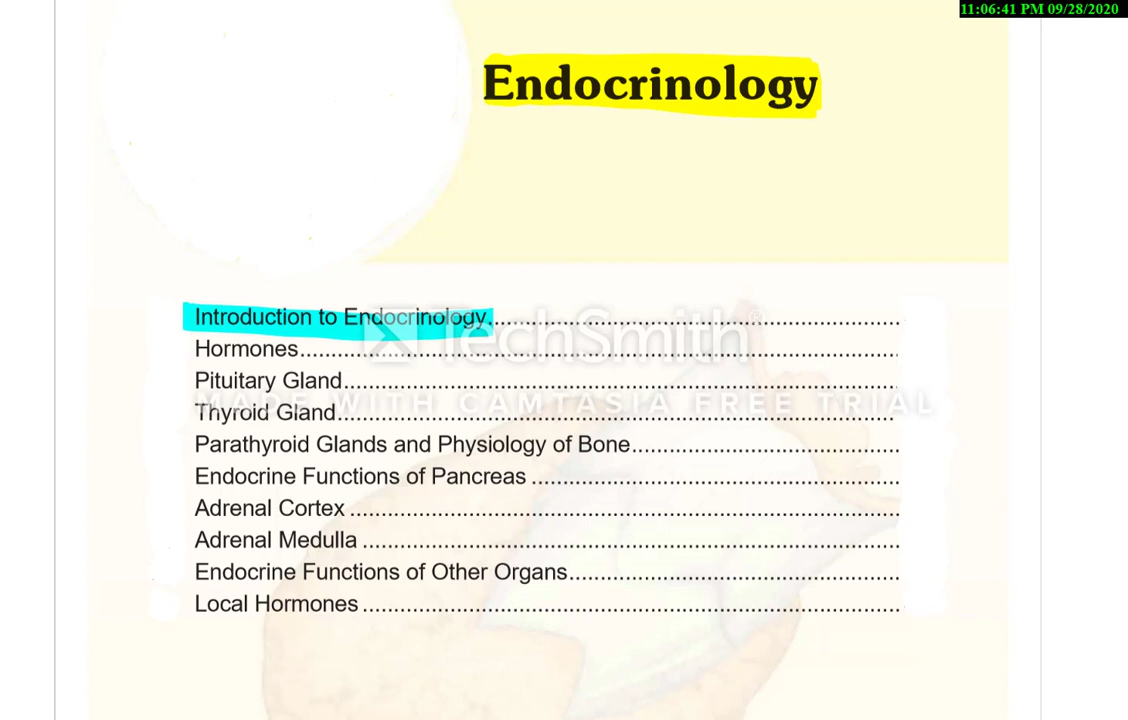 11:06:41 PM 09/28/2020
Endocrinology
Introduction to Endocrinology..................................................................
TechSmith®
Hormones................................................................................................
Pituitary Gland.........................................................................................
MADE WITH CAMTASIA FREE TRIAL
Thyroid Gland..........................................................................................
Parathyroid Glands and Physiology of Bone...........................................
Endocrine Functions of Pancreas ...........................................................
Adrenal Cortex ........................................................................................
Adrenal Medulla ......................................................................................
Endocrine Functions of Other Organs.....................................................
Local Hormones ......................................................................................